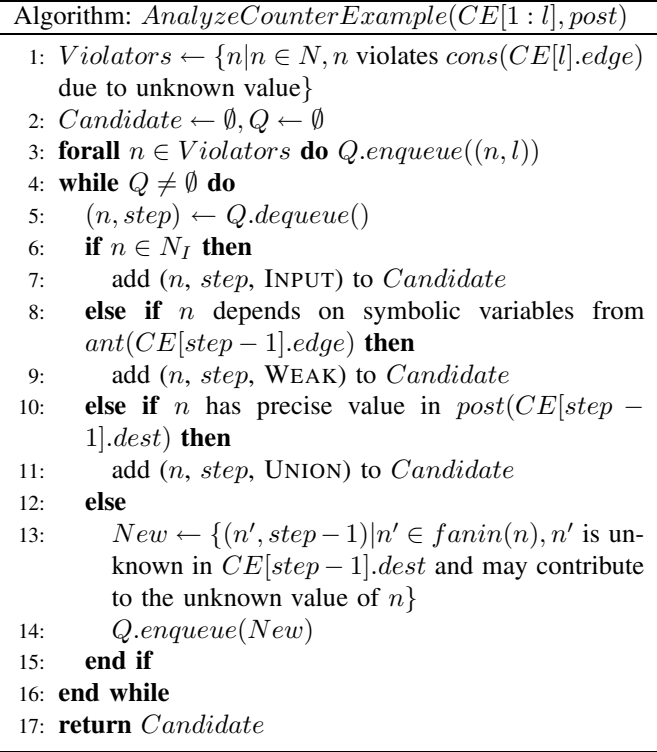 Algorithm: AnalyzeCounterExample(CE[1 : l], post)
1: Violators ← {n|n ∈ N, n violates cons(CE[l].edge)
due to unknown value}
2: Candidate ← ∅, Q ← ∅
3: forall n ∈ Violators do Q.enqueue((n, l))
4: while Q ≠ ∅ do
5: (n, step) ← Q.dequeue()
6: if n ∈ N_I then
7: add (n, step, INPUT) to Candidate
8: else if n depends on symbolic variables from
ant(CE[step − 1].edge) then
9: add (n, step, WEAK) to Candidate
10: else if n has precise value in post(CE[step −
1].dest) then
11: add (n, step, UNION) to Candidate
12: else
13: New ← {(n′, step−1)|n′ ∈ fanin(n), n′ is un-
known in CE[step−1].dest and may contribute
to the unknown value of n}
14: Q.enqueue(New)
15: end if
16: end while
17: return Candidate